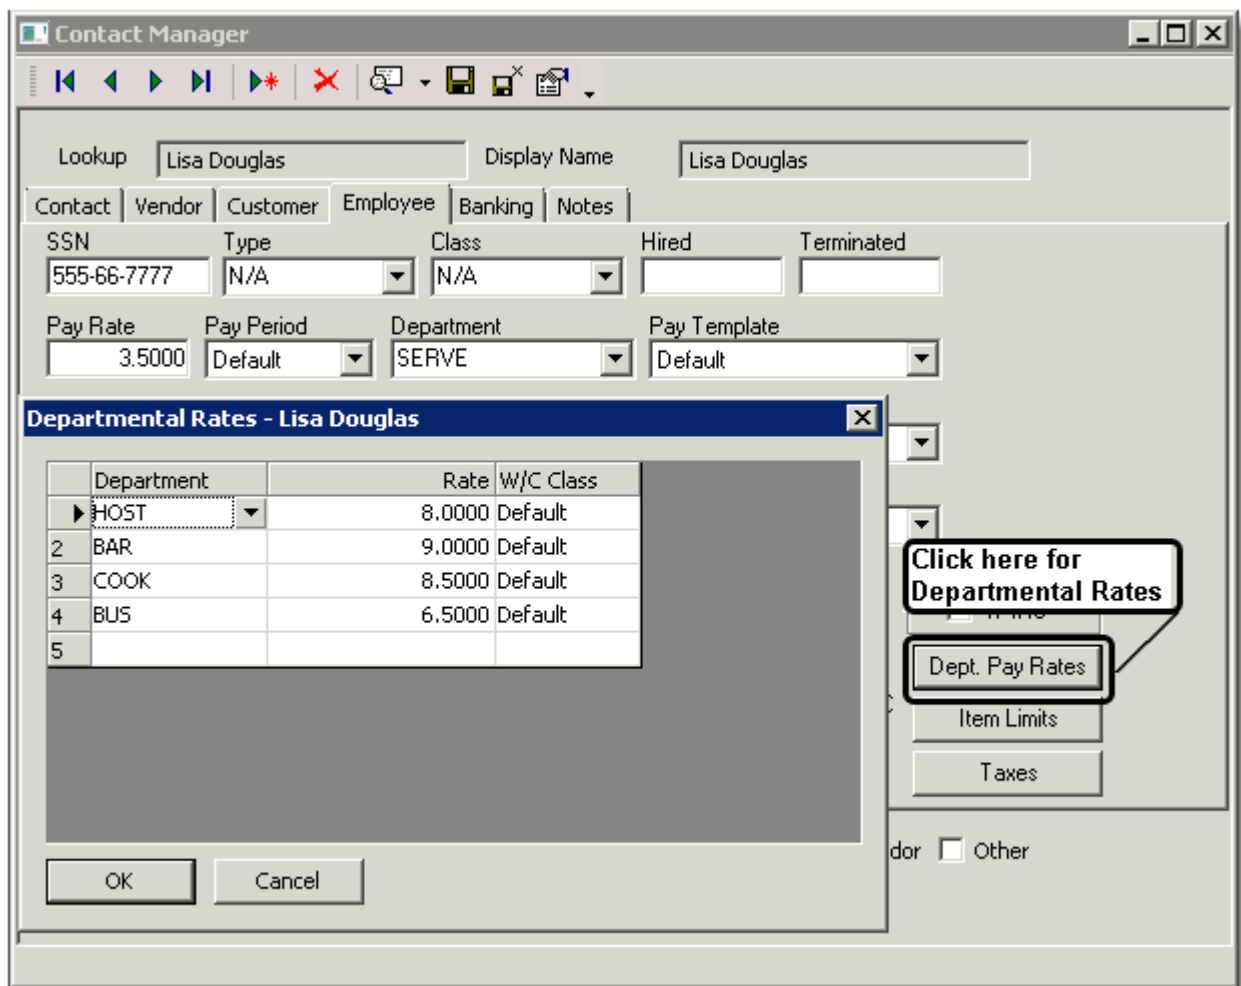 Contact Manager
Lookup Lisa Douglas Display Name Lisa Douglas
Contact Vendor Customer Employee Banking Notes
SSN Type Class Hired Terminated
555-66-7777 N/A N/A
Pay Rate Pay Period Department Pay Template
3.5000 Default SERVE Default
Departmental Rates - Lisa Douglas
Department Rate W/C Class
HOST 8.0000 Default
2 BAR 9.0000 Default
3 COOK 8.5000 Default
4 BUS 6.5000 Default
5
Click here for
Departmental Rates
Dept. Pay Rates
Item Limits
Taxes
dor Other
OK Cancel